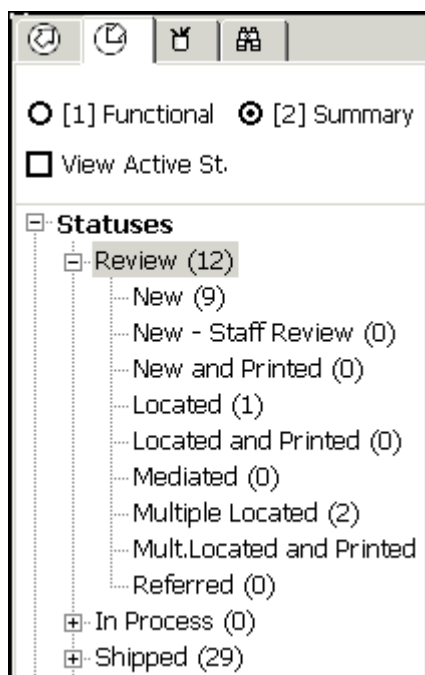 [1] Functional [2] Summary
View Active St.
Statuses
Review (12)
New (9)
New - Staff Review (0)
New and Printed (0)
Located (1)
Located and Printed (0)
Mediated (0)
Multiple Located (2)
Mult.Located and Printed
Referred (0)
In Process (0)
Shipped (29)